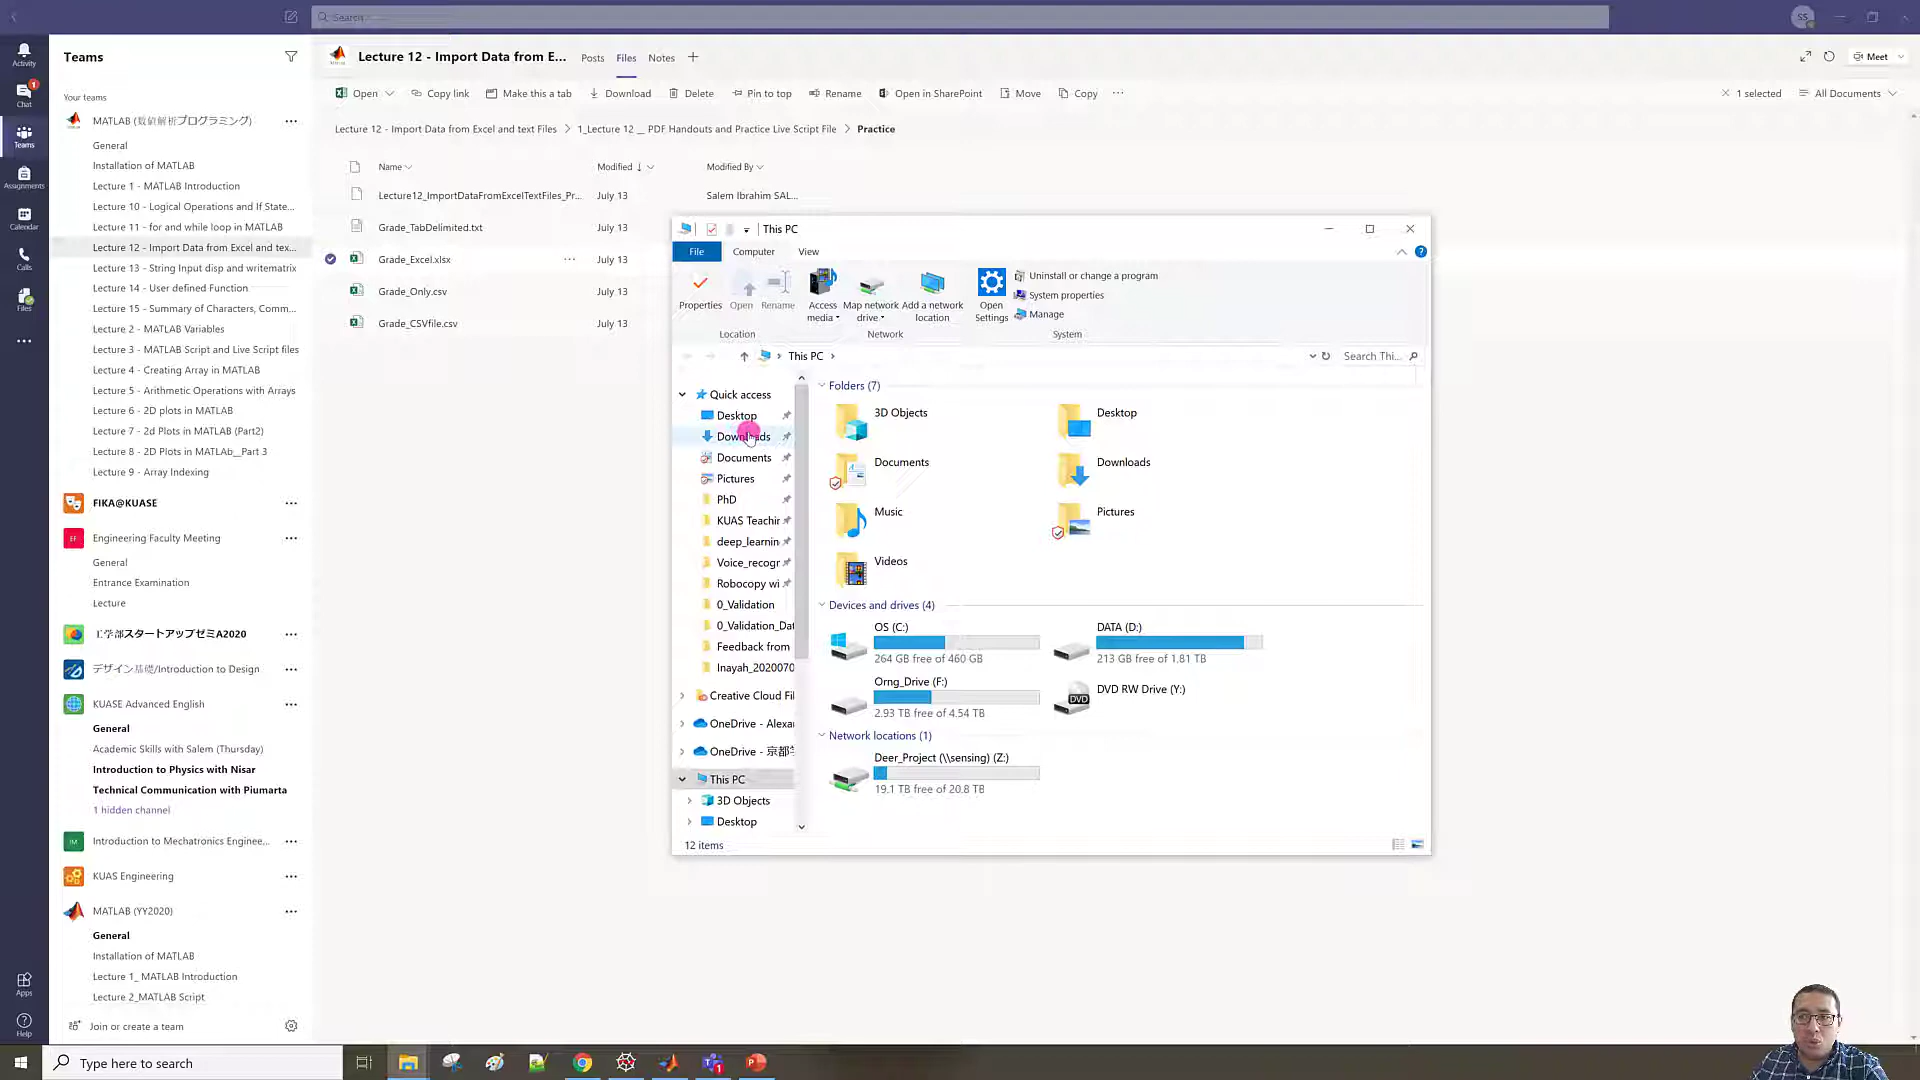 Search
SS
Activity
Chat
1
Teams
Assignments
Calendar
Calls
Files
Apps
Help
Teams
Your teams
MATLAB (数値解析プログラミング)
General
Installation of MATLAB
Lecture 1 - MATLAB Introduction
Lecture 10 - Logical Operations and If State...
Lecture 11 - for and while loop in MATLAB
Lecture 12 - Import Data from Excel and tex...
Lecture 13 - String Input disp and writematrix
Lecture 14 - User defined Function
Lecture 15 - Summary of Characters, Comm...
Lecture 2 - MATLAB Variables
Lecture 3 - MATLAB Script and Live Script files
Lecture 4 - Creating Array in MATLAB
Lecture 5 - Arithmetic Operations with Arrays
Lecture 6 - 2D plots in MATLAB
Lecture 7 - 2d Plots in MATLAB (Part2)
Lecture 8 - 2D Plots in MATLAb__Part 3
Lecture 9 - Array Indexing
FIKA@KUASE
EF
Engineering Faculty Meeting
General
Entrance Examination
Lecture
工学部スタートアップゼミA2020
デザイン基礎/Introduction to Design
KUASE Advanced English
General
Academic Skills with Salem (Thursday)
Introduction to Physics with Nisar
Technical Communication with Piumarta
1 hidden channel
IM
Introduction to Mechatronics Enginee...
KUAS Engineering
MATLAB (YY2020)
General
Installation of MATLAB
Lecture 1_ MATLAB Introduction
Lecture 2_MATLAB Script
Join or create a team
Lecture 12 - Import Data from E... Posts Files Notes
Meet
Open Copy link Make this a tab Download Delete Pin to top Rename Open in SharePoint Move Copy
1 selected All Documents
Lecture 12 - Import Data from Excel and text Files > 1_Lecture 12 __ PDF Handouts and Practice Live Script File > Practice
Name Modified Modified By
Lecture12_ImportDataFromExcelTextFiles_Pr... July 13 Salem Ibrahim SAL...
Grade_TabDelimited.txt July 13
Grade_Excel.xlsx July 13
Grade_Only.csv July 13
Grade_CSVfile.csv July 13
This PC
File Computer View
Properties Open Rename
Access media
Map network drive
Add a network location
Open Settings
Uninstall or change a program
System properties
Manage
Location Network System
This PC
Search Thi...
Quick access
Desktop
Downloads
Documents
Pictures
PhD
KUAS Teachir
deep_learnin
Voice_recogr
Robocopy wi
0_Validation
0_Validation_Dat
Feedback from
Inayah_2020070
Creative Cloud Fil
OneDrive - Alexa
OneDrive - 京都
This PC
3D Objects
Desktop
Folders (7)
3D Objects Desktop
Documents Downloads
Music Pictures
Videos
Devices and drives (4)
OS (C:)
264 GB free of 460 GB
DATA (D:)
213 GB free of 1.81 TB
Orng_Drive (F:)
2.93 TB free of 4.54 TB
DVD RW Drive (Y:)
DVD
Network locations (1)
Deer_Project (\\sensing) (Z:)
19.1 TB free of 20.8 TB
12 items
Type here to search
1